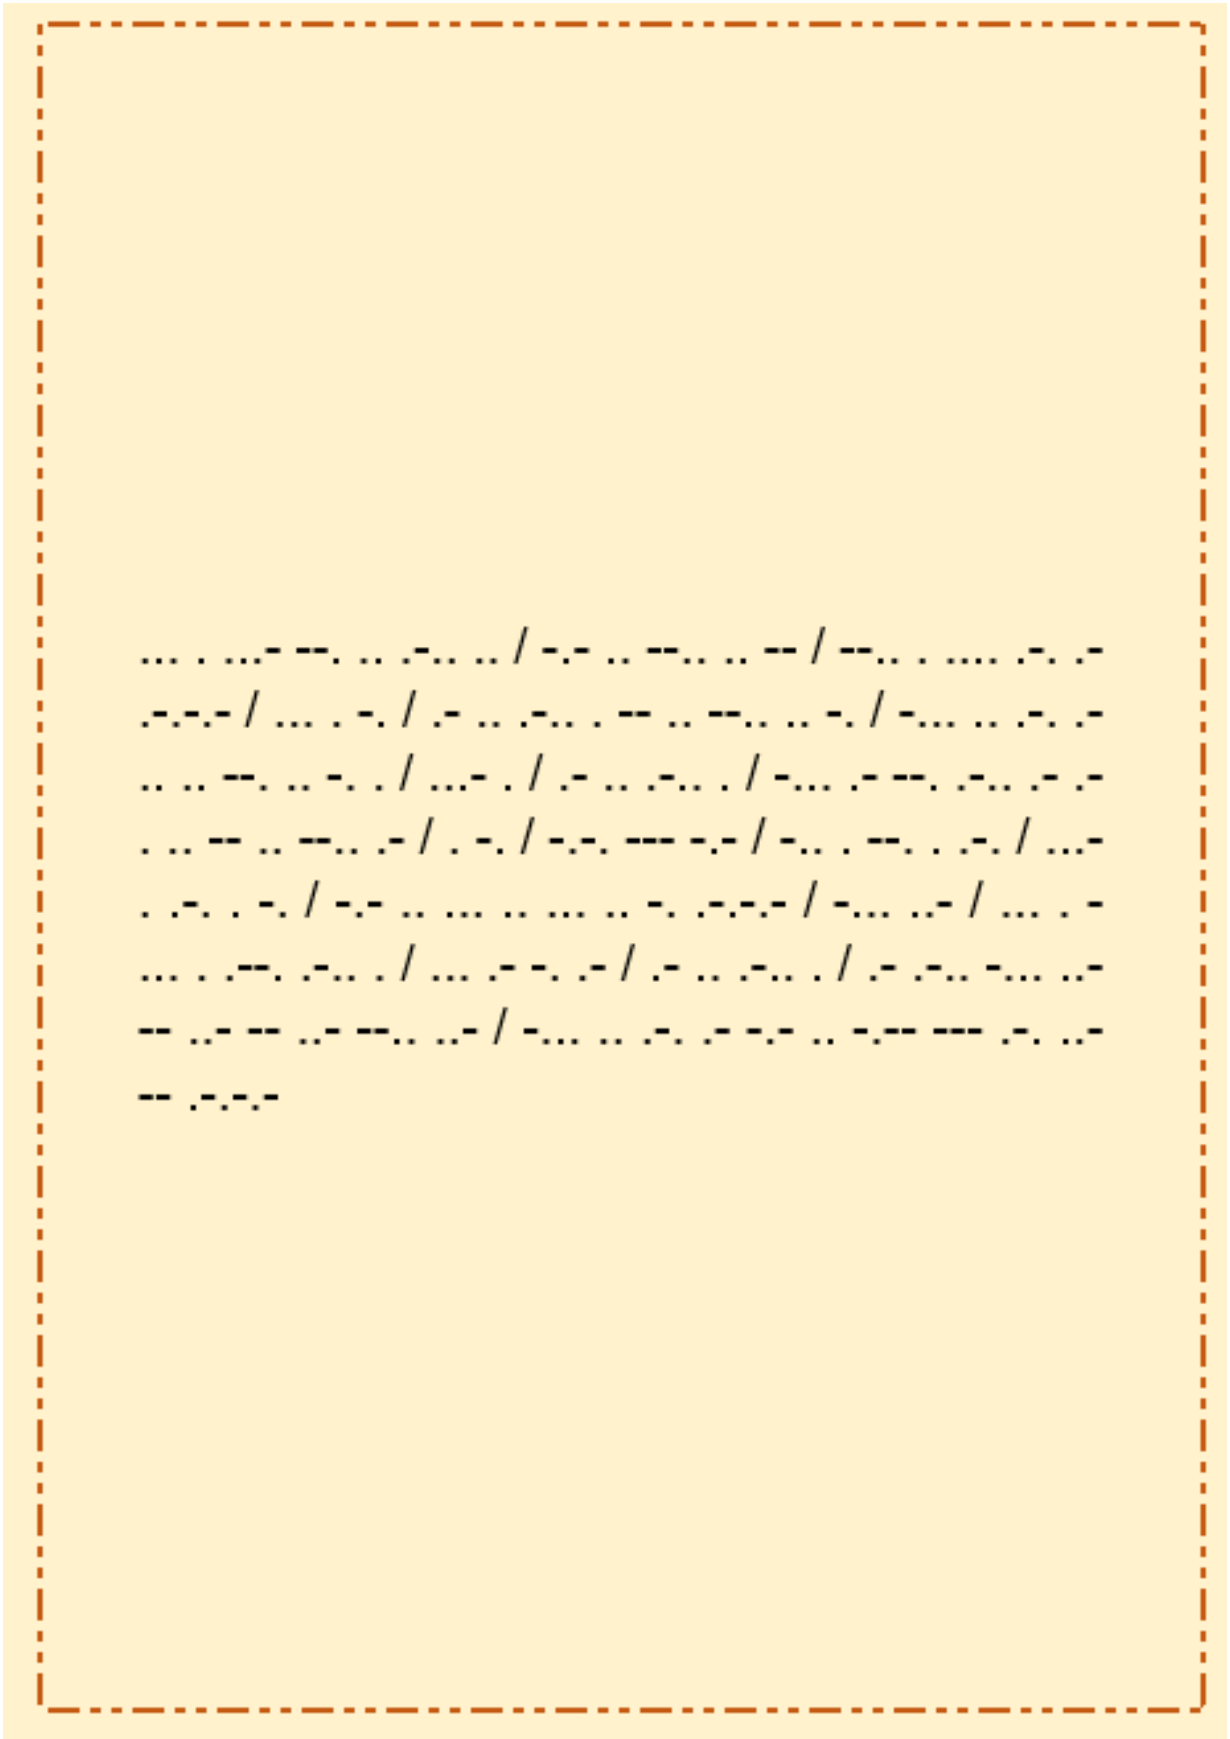 ... . ...- --. .. .-.. .. / -.- .. --.. .. -- / --.. . .... .-. .-
.-.-.- / ... . -. / .- .. .-.. . -- .. --.. .. -. / -... .. .-. .-
.. .. --. .. -. . / ...- . / .- .. .-.. . / -... .- --. .-.. .- .-
. .. -- .. --.. .- / . -. / -.-. --- -.- / -.. . --. . .-. / ...-
. .-. . -. / -.- .. ... .. ... .. -. .-.-.- / -... ..- / ... . -
... . .--. .-.. . / ... .- -. .- / .- .. .-.. . / .- .-.. -... ..-
-- ..- -- ..- --.. ..- / -... .. .-. .- -.- .. -.-- --- .-. ..-
-- .-.-.-